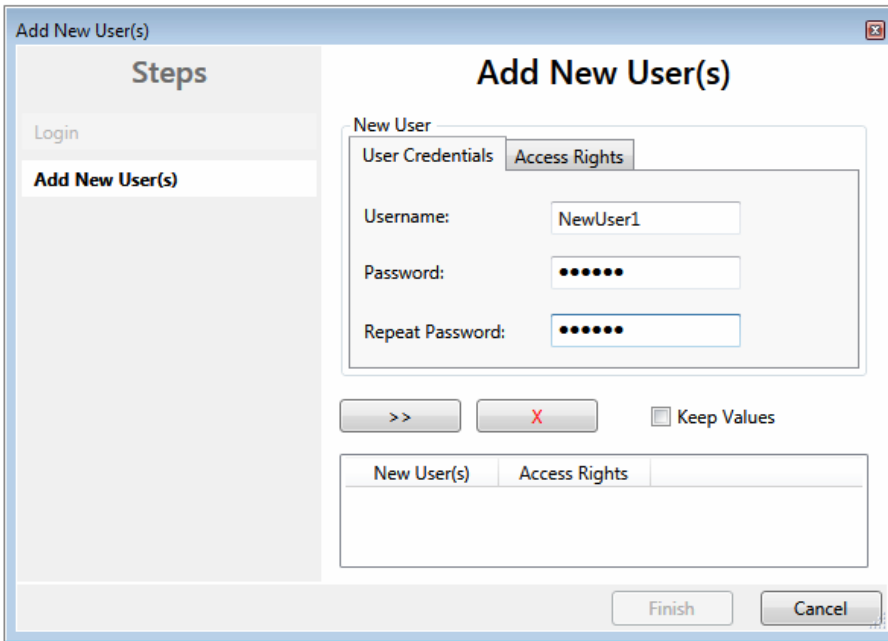 Add New User(s)
Steps
Login
Add New User(s)
Add New User(s)
New User
User Credentials
Access Rights
Username:
NewUser1
Password:
••••••
Repeat Password:
••••••
>>
X
Keep Values
New User(s)
Access Rights
Finish
Cancel